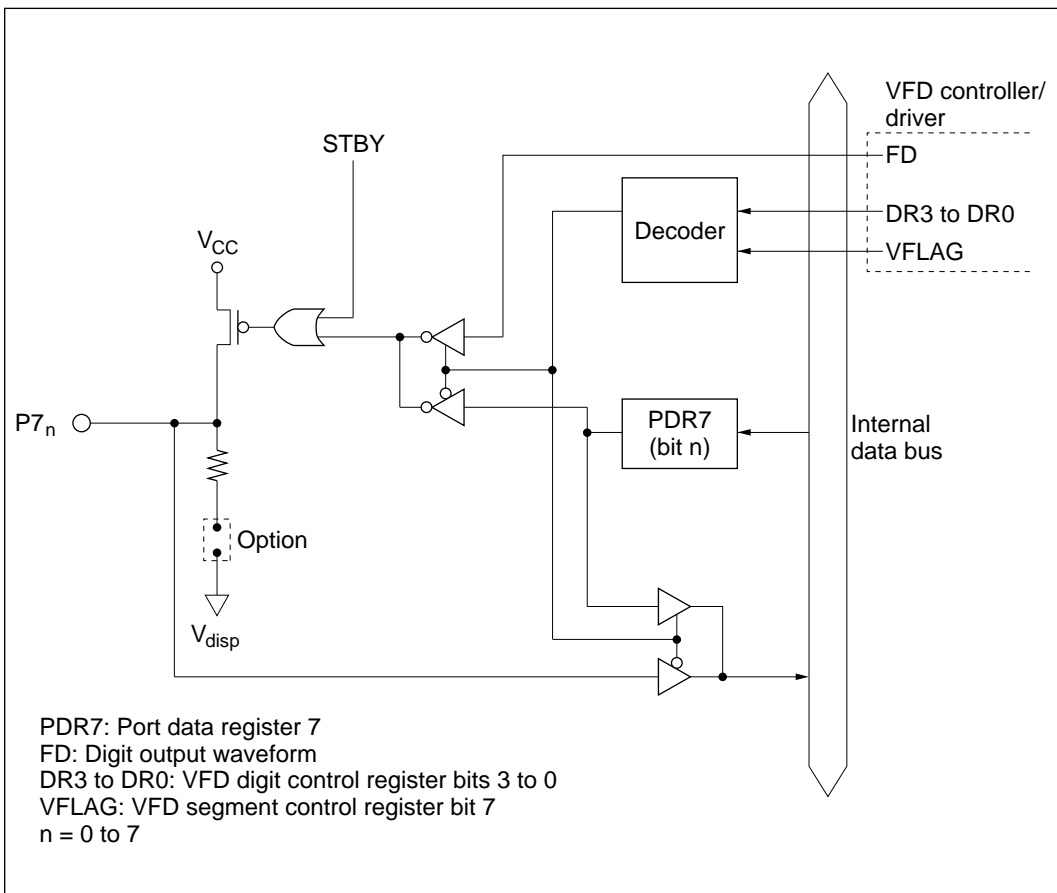 VFD controller/
driver
STBY
FD
Decoder
DR3 to DR0
VFLAG
VCC
P7n
PDR7
(bit n)
Internal
data bus
Option
Vdisp
PDR7: Port data register 7
FD: Digit output waveform
DR3 to DR0: VFD digit control register bits 3 to 0
VFLAG: VFD segment control register bit 7
n = 0 to 7